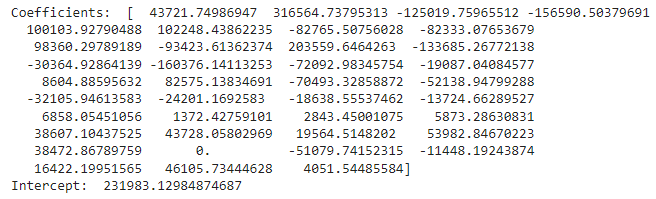 Coefficients:  [  43721.74986947  316564.73795313 -125019.75965512 -156590.50379691
  100103.92790488  102248.43862235  -82765.50756028  -82333.07653679
   98360.29789189  -93423.61362374  203559.6464263  -133685.26772138
  -30364.92864139 -160376.14113253  -72092.98345754  -19087.04084577
    8604.88595632   82575.13834691  -70493.32858872  -52138.94799288
  -32105.94613583  -24201.1692583   -18638.55537462  -13724.66289527
    6858.05451056    1372.42759101    2843.45001075    5873.28630831
   38607.10437525   43728.05802969   19564.5148202    53982.84670223
   38472.86789759       0.          -51079.74152315  -11448.19243874
   16422.19951565   46105.73444628    4051.54485584]
Intercept:  231983.12984874687